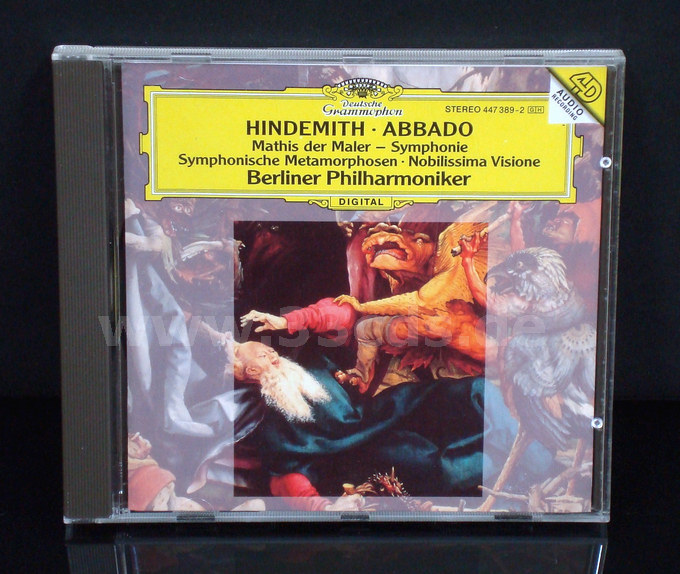 Deutsche
Grammophon
STEREO 447 389-2 GH
4D
AUDIO
RECORDING
HINDEMITH · ABBADO
Mathis der Maler – Symphonie
Symphonische Metamorphosen · Nobilissima Visione
Berliner Philharmoniker
DIGITAL